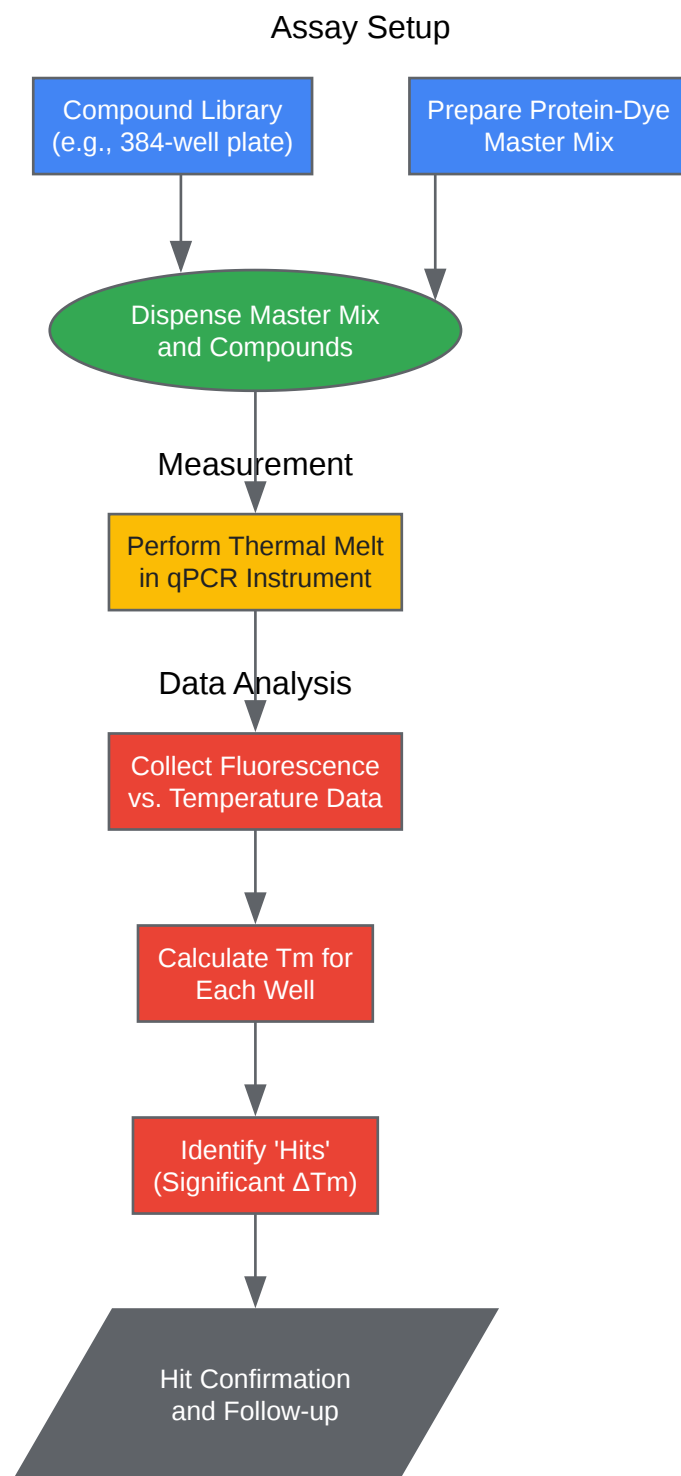 Assay Setup
Compound Library
(e.g., 384-well plate)
Prepare Protein-Dye
Master Mix
Dispense Master Mix
and Compounds
Measurement
Perform Thermal Melt
in qPCR Instrument
Data Analysis
Collect Fluorescence
vs. Temperature Data
Calculate Tm for
Each Well
Identify 'Hits'
(Significant ΔTm)
Hit Confirmation
and Follow-up